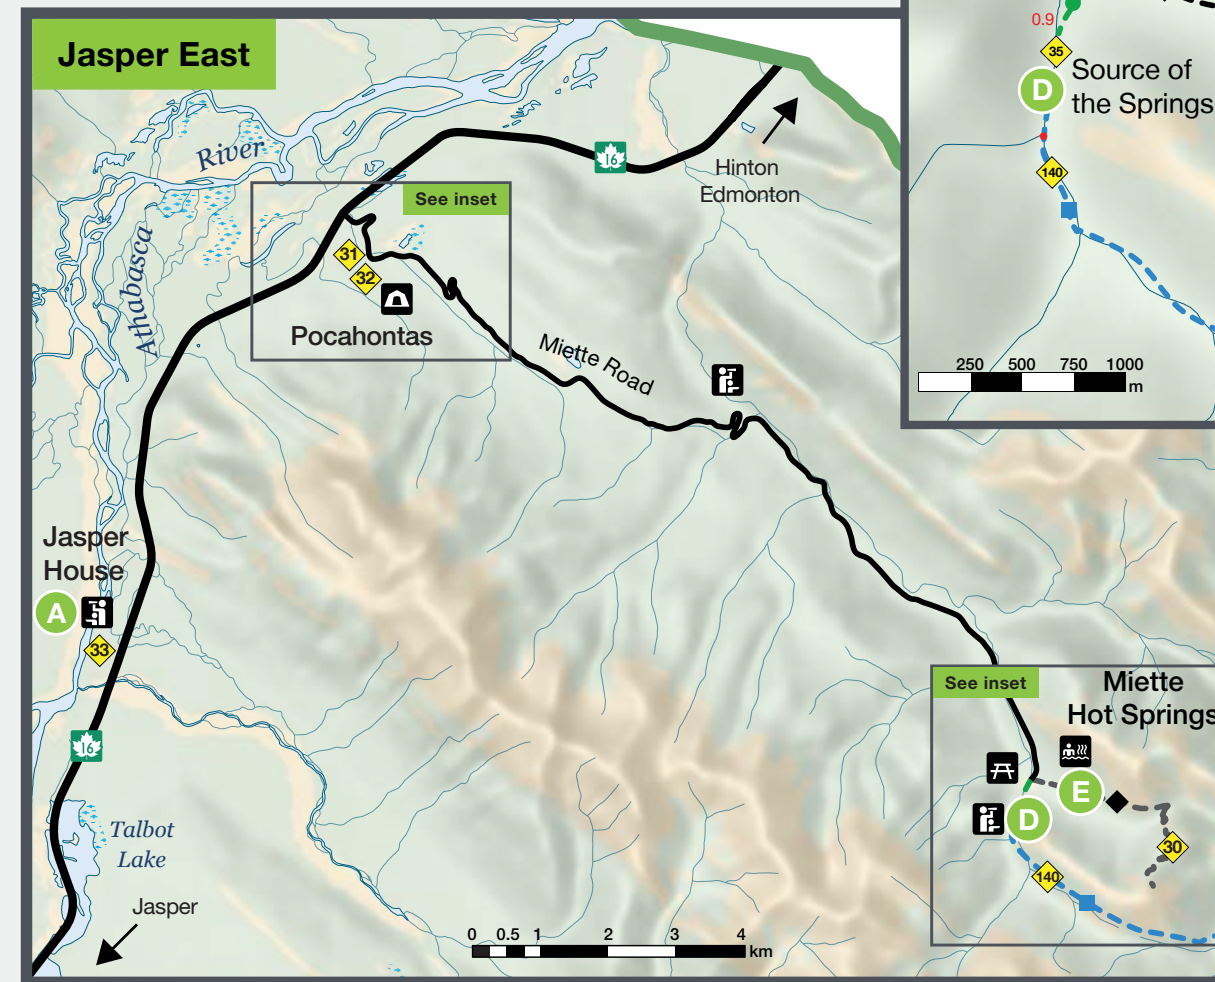 Jasper East
0.9
35
D
Source of
the Springs
140
250 500 750 1000
m
River
Athabasca
16
Hinton
Edmonton
See inset
31
32
Pocahontas
Miette Road
Jasper
House
A
33
16
Talbot
Lake
Jasper
See inset
Miette
Hot Springs
E
D
30
140
0 0.5 1 2 3 4
km